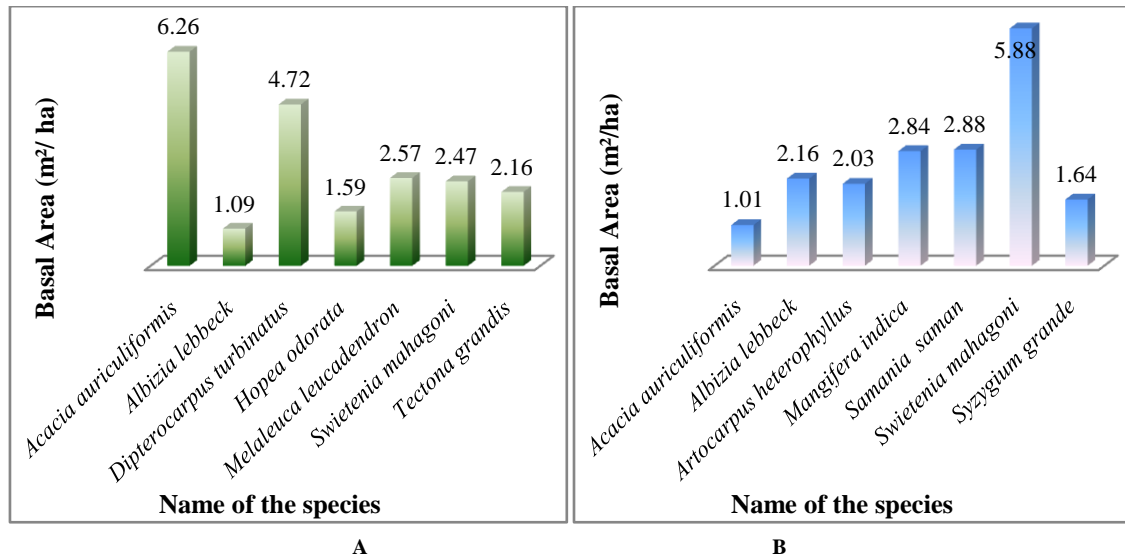 Basal Area (m²/ ha)
6.26
1.09
4.72
1.59
2.57
2.47
2.16
Acacia auriculiformis
Albizia lebbeck
Dipterocarpus turbinatus
Hopea odorata
Melaleuca leucadendron
Swietenia mahagoni
Tectona grandis
Name of the species
A
Basal Area (m²/ha)
1.01
2.16
2.03
2.84
2.88
5.88
1.64
Acacia auriculiformis
Albizia lebbeck
Artocarpus heterophyllus
Mangifera indica
Samania saman
Swietenia mahagoni
Syzygium grande
Name of the species
B